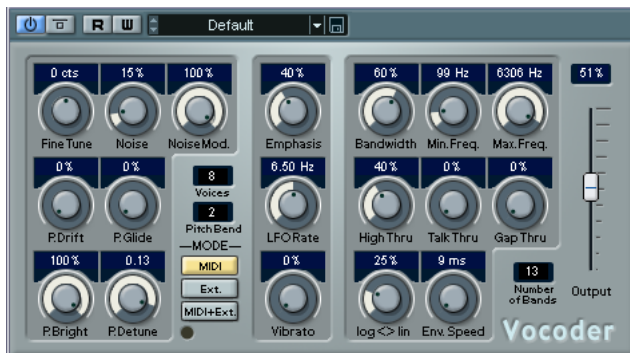 R W Default
0 cts 15% 100%
Fine Tune Noise Noise Mod.
0% 0%
P.Drift P.Glide
100% 0.13
P.Bright P.Detune
8
Voices
2
Pitch Bend
MODE
MIDI
Ext.
MIDI+Ext.
40%
Emphasis
6.50 Hz
LFO Rate
0%
Vibrato
60% 99 Hz 6306 Hz
Bandwidth Min. Freq. Max. Freq.
40% 0% 0%
High Thru Talk Thru Gap Thru
25% 9 ms
log<>lin Env. Speed
13
Number
of Bands
51%
Output
Vocoder